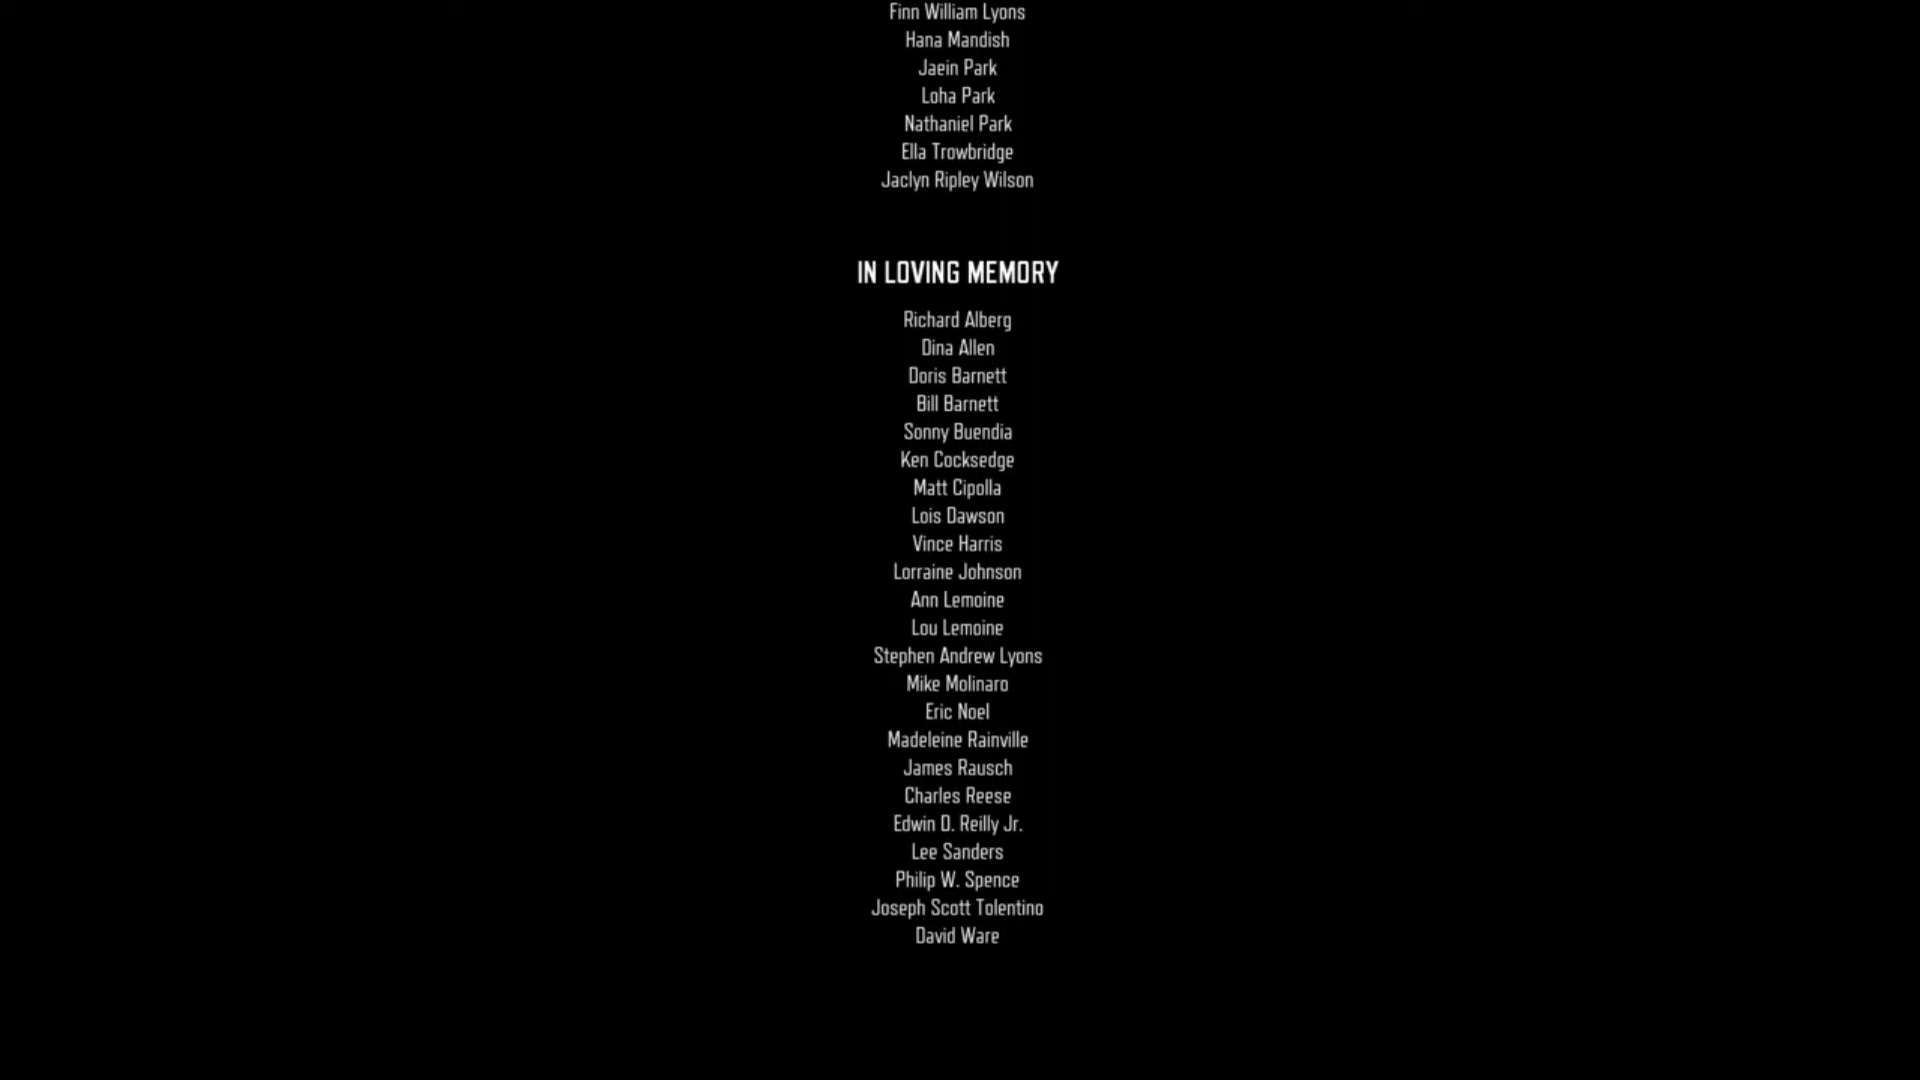 Finn William Lyons
Hana Mandish
Jaein Park
Loha Park
Nathaniel Park
Ella Trowbridge
Jaclyn Ripley Wilson
IN LOVING MEMORY
Richard Alberg
Dina Allen
Doris Barnett
Bill Barnett
Sonny Buendia
Ken Cocksedge
Matt Cipolla
Lois Dawson
Vince Harris
Lorraine Johnson
Ann Lemoine
Lou Lemoine
Stephen Andrew Lyons
Mike Molinaro
Eric Noel
Madeleine Rainville
James Rausch
Charles Reese
Edwin D. Reilly Jr.
Lee Sanders
Philip W. Spence
Joseph Scott Tolentino
David Ware